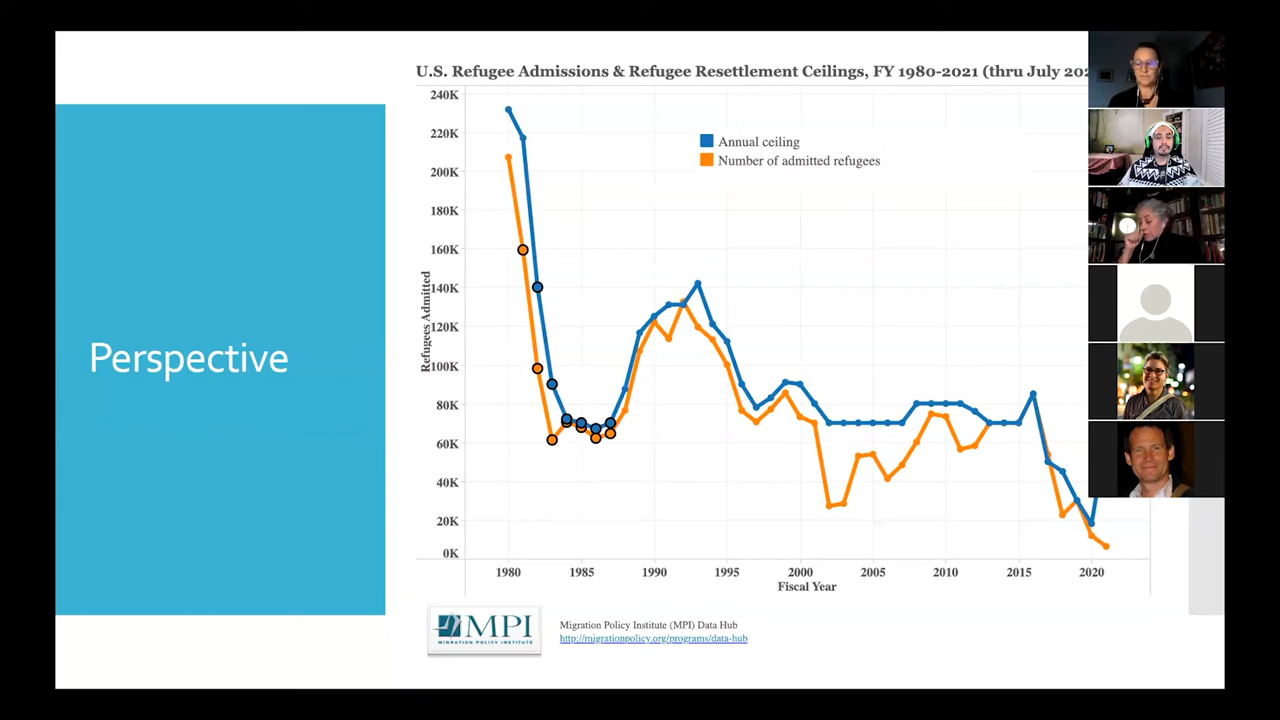 U.S. Refugee Admissions & Refugee Resettlement Ceilings, FY 1980-2021 (thru July
Perspective
Annual ceiling
Number of admitted refugees
Refugees Admitted
240K
220K
200K
180K
160K
140K
120K
100K
80K
60K
40K
20K
0K
1980 1985 1990 1995 2000 2005 2010 2015 2020
Fiscal Year
MPI
MIGRATION POLICY INSTITUTE
Migration Policy Institute (MPI) Data Hub
http://migrationpolicy.org/programs/data-hub